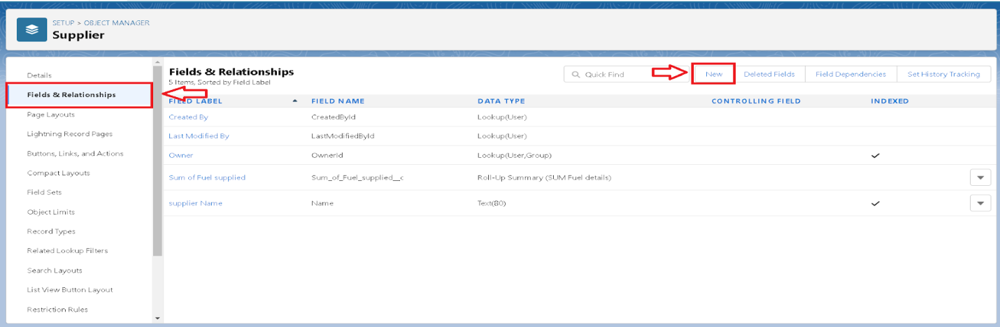 SETUP > OBJECT MANAGER
Supplier
Details
Fields & Relationships
Page Layouts
Lightning Record Pages
Buttons, Links, and Actions
Compact Layouts
Field Sets
Object Limits
Record Types
Related Lookup Filters
Search Layouts
List View Button Layout
Restriction Rules
Fields & Relationships
5 Items, Sorted by Field Label
Quick Find
New Deleted Fields Field Dependencies Set History Tracking
FIELD LABEL FIELD NAME DATA TYPE CONTROLLING FIELD INDEXED
Created By CreatedById Lookup(User)
Last Modified By LastModifiedById Lookup(User)
Owner OwnerId Lookup(User,Group)
Sum of Fuel supplied Sum_of_Fuel_supplied__c Roll-Up Summary (SUM Fuel details)
supplier Name Name Text(80)